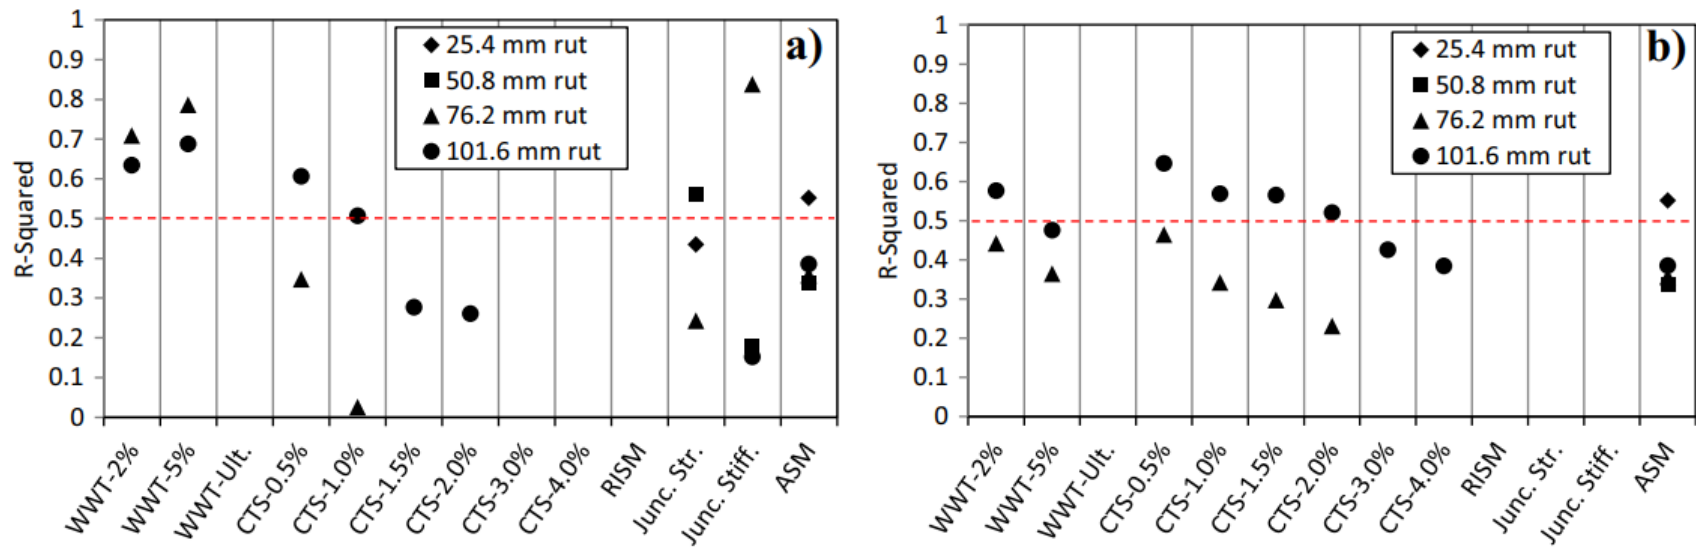 a)
R-Squared
1
0.9
0.8
0.7
0.6
0.5
0.4
0.3
0.2
0.1
0
25.4 mm rut
50.8 mm rut
76.2 mm rut
101.6 mm rut
WWT-2%
WWT-5%
WWT-Ult.
CTS-0.5%
CTS-1.0%
CTS-1.5%
CTS-2.0%
CTS-3.0%
CTS-4.0%
RISM
Junc. Str.
Junc. Stiff.
ASM
b)
R-Squared
1
0.9
0.8
0.7
0.6
0.5
0.4
0.3
0.2
0.1
0
25.4 mm rut
50.8 mm rut
76.2 mm rut
101.6 mm rut
WWT-2%
WWT-5%
WWT-Ult.
CTS-0.5%
CTS-1.0%
CTS-1.5%
CTS-2.0%
CTS-3.0%
CTS-4.0%
RISM
Junc. Str.
Junc. Stiff.
ASM